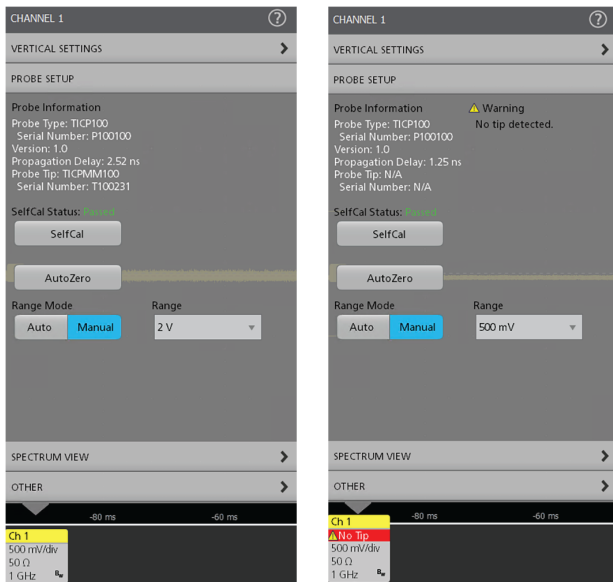 CHANNEL 1
?
VERTICAL SETTINGS
PROBE SETUP
Probe Information
Probe Type: TICP100
Serial Number: P100100
Version: 1.0
Propagation Delay: 2.52 ns
Probe Tip: TICPMM100
Serial Number: T100231
SelfCal Status: Passed
SelfCal
AutoZero
Range Mode
Range
Auto
Manual
2 V
SPECTRUM VIEW
OTHER
-80 ms
-60 ms
Ch 1
500 mV/div
50 Ω
1 GHz Bw
CHANNEL 1
?
VERTICAL SETTINGS
PROBE SETUP
Probe Information
Warning
No tip detected.
Probe Type: TICP100
Serial Number: P100100
Version: 1.0
Propagation Delay: 1.25 ns
Probe Tip: N/A
Serial Number: N/A
SelfCal Status: Passed
SelfCal
AutoZero
Range Mode
Range
Auto
Manual
500 mV
SPECTRUM VIEW
OTHER
-80 ms
-60 ms
Ch 1
No Tip
500 mV/div
50 Ω
1 GHz Bw